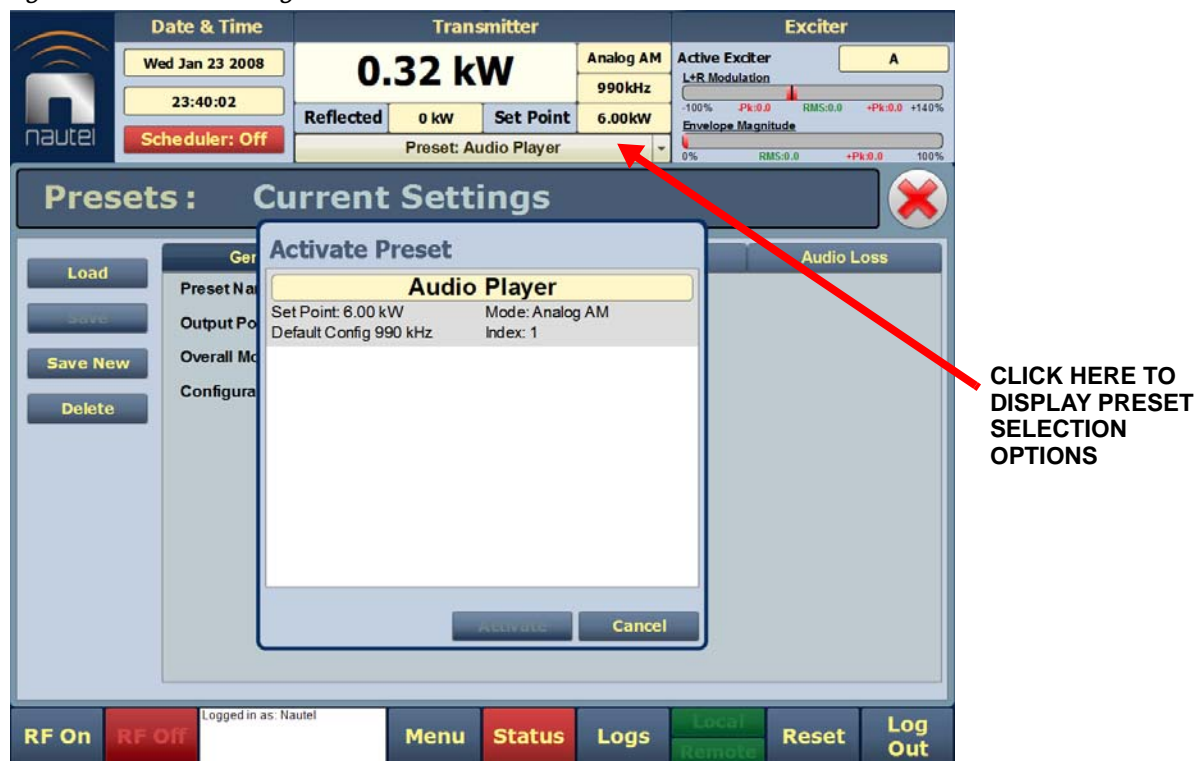 Date & Time
Transmitter
Exciter
Wed Jan 23 2008
0.32 kW
Analog AM
Active Exciter
A
990kHz
L+R Modulation
23:40:02
-100% -Pk:0.0 RMS:0.0 +Pk:0.0 +140%
Reflected
0 kW
Set Point
6.00kW
Envelope Magnitude
nautel
Scheduler: Off
Preset: Audio Player
0% RMS:0.0 +Pk:0.0 100%
Presets : Current Settings
Activate Preset
Load
Save
Save New
Delete
Ger
Audio Loss
Preset Na
Output Po
Overall Mo
Configura
Audio Player
Set Point: 6.00 kW
Mode: Analog AM
Default Config 990 kHz
Index: 1
Activate
Cancel
CLICK HERE TO
DISPLAY PRESET
SELECTION
OPTIONS
RF On
RF Off
Logged in as: Nautel
Menu
Status
Logs
Local
Remote
Reset
Log
Out